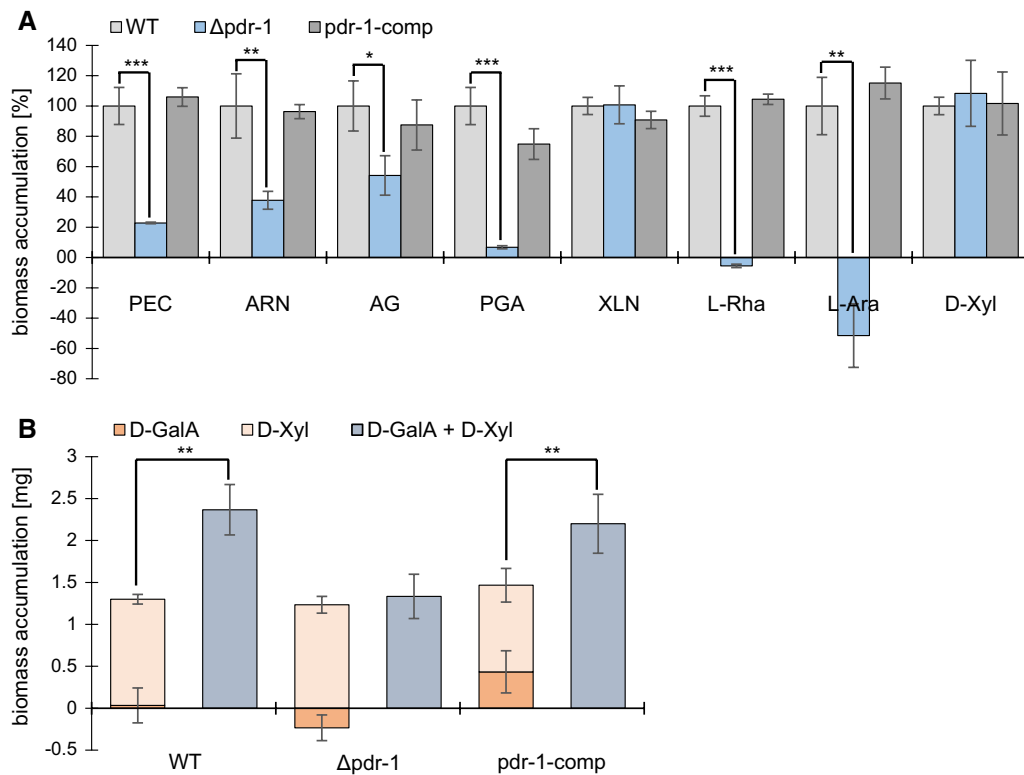 A
WT Δpdr-1 pdr-1-comp
biomass accumulation [%]
140
120
100
80
60
40
20
00
-20
-40
-60
-80
*** ** * *** *** **
PEC ARN AG PGA XLN L-Rha L-Ara D-Xyl
B
D-GalA D-Xyl D-GalA + D-Xyl
biomass accumulation [mg]
3
2.5
2
1.5
1
0.5
0
-0.5
** **
WT Δpdr-1 pdr-1-comp